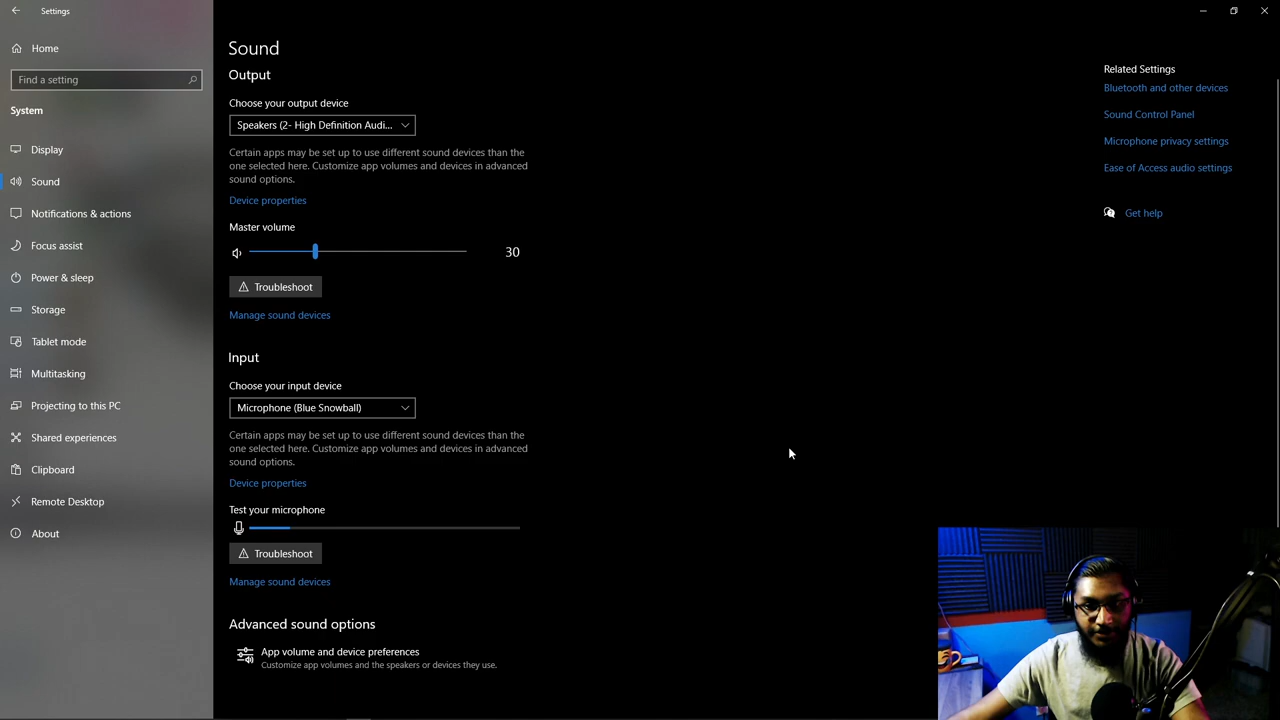 Settings
Home
Find a setting
System
Display
Sound
Notifications & actions
Focus assist
Power & sleep
Storage
Tablet mode
Multitasking
Projecting to this PC
Shared experiences
Clipboard
Remote Desktop
About
Sound
Output
Choose your output device
Speakers (2- High Definition Audi...
Certain apps may be set up to use different sound devices than the
one selected here. Customize app volumes and devices in advanced
sound options.
Device properties
Master volume
30
Troubleshoot
Manage sound devices
Input
Choose your input device
Microphone (Blue Snowball)
Certain apps may be set up to use different sound devices than the
one selected here. Customize app volumes and devices in advanced
sound options.
Device properties
Test your microphone
Troubleshoot
Manage sound devices
Advanced sound options
App volume and device preferences
Customize app volumes and the speakers or devices they use.
Related Settings
Bluetooth and other devices
Sound Control Panel
Microphone privacy settings
Ease of Access audio settings
Get help